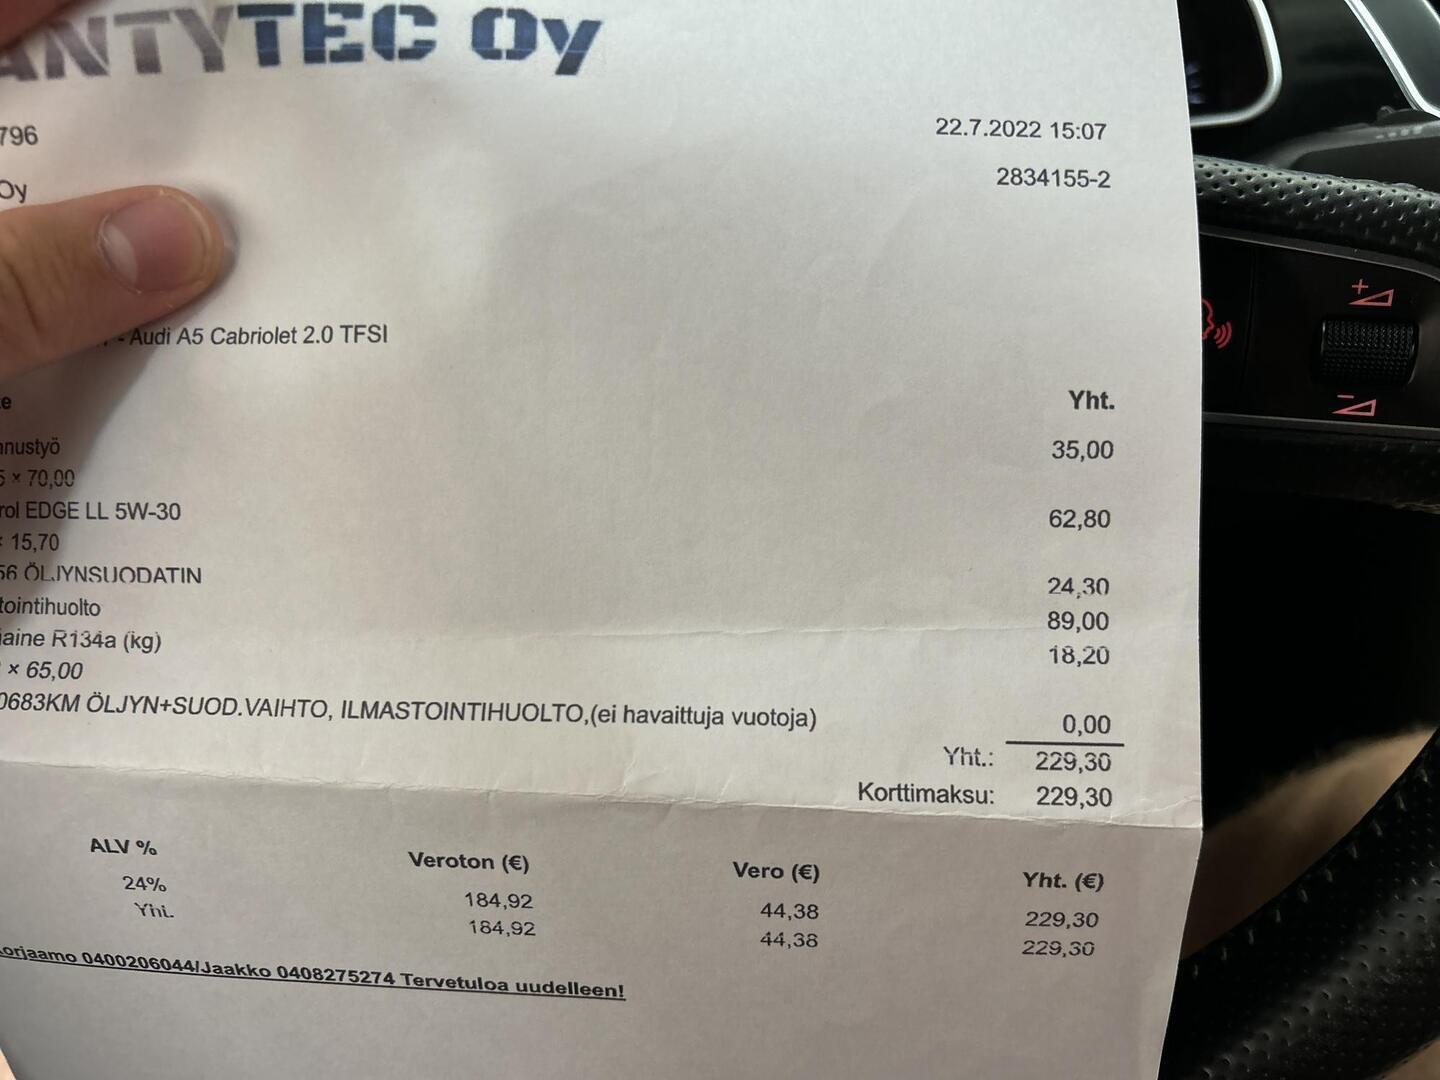 ANTYTEC Oy
796
22.7.2022 15:07
Oy
2834155-2
- Audi A5 Cabriolet 2.0 TFSI
Yht.
nnustyö
35,00
5 × 70,00
rol EDGE LL 5W-30
62,80
× 15,70
56 ÖLJYNSUODATIN
24,30
tointihuolto
89,00
aine R134a (kg)
18,20
× 65,00
0683KM ÖLJYN+SUOD.VAIHTO, ILMASTOINTIHUOLTO,(ei havaittuja vuotoja)
0,00
Yht.: 229,30
Korttimaksu: 229,30
ALV % Veroton (€) Vero (€) Yht. (€)
24% 184,92 44,38 229,30
Yht. 184,92 44,38 229,30
orjaamo 0400206044/Jaakko 0408275274 Tervetuloa uudelleen!